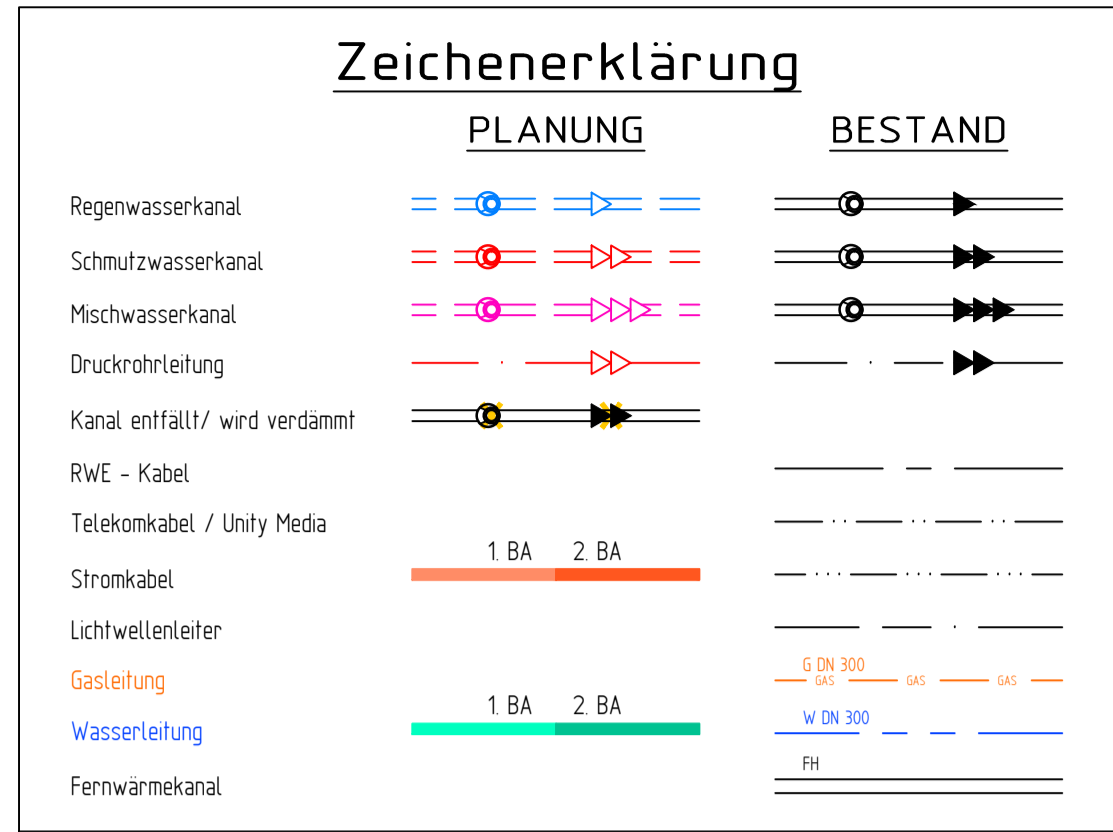 Zeichenerklärung
PLANUNG BESTAND
Regenwasserkanal
Schmutzwasserkanal
Mischwasserkanal
Druckrohrleitung
Kanal entfällt/ wird verdämmt
RWE - Kabel
Telekomkabel / Unity Media
1. BA 2. BA
Stromkabel
Lichtwellenleiter
G DN 300
Gasleitung GAS GAS GAS
1. BA 2. BA W DN 300
Wasserleitung
FH
Fernwärmekanal